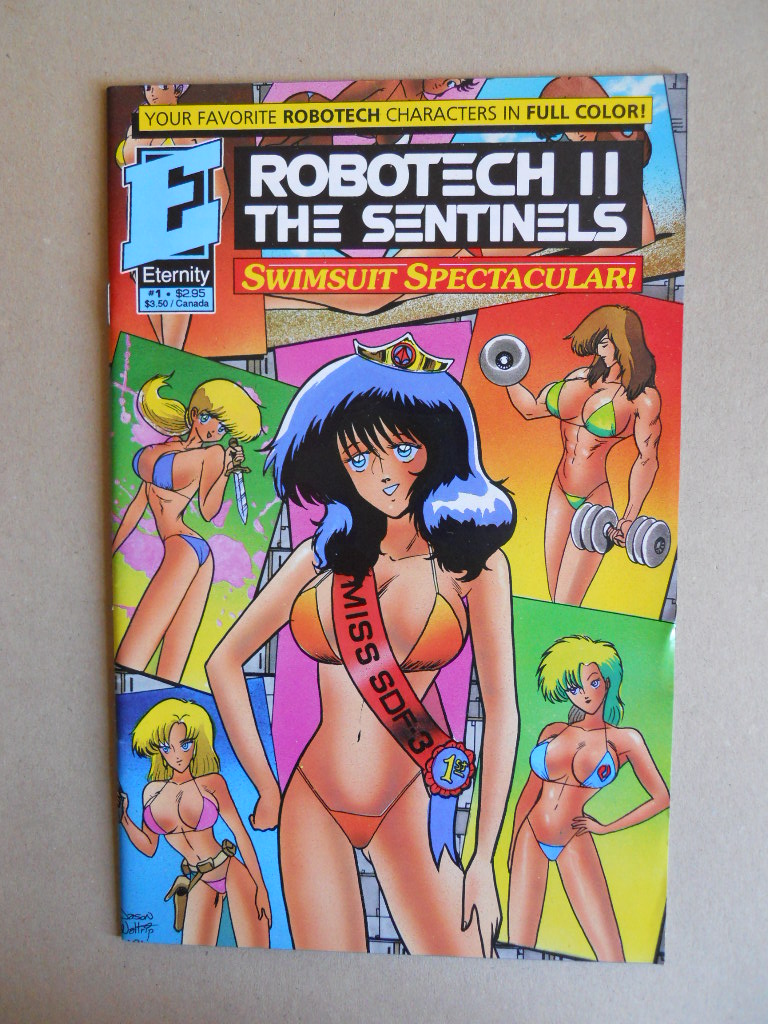 YOUR FAVORITE ROBOTECH CHARACTERS IN FULL COLOR!
E
Eternity
#1 • $2.95
$3.50 / Canada
ROBOTECH II
THE SENTINELS
SWIMSUIT SPECTACULAR!
MISS SDF-3
1st